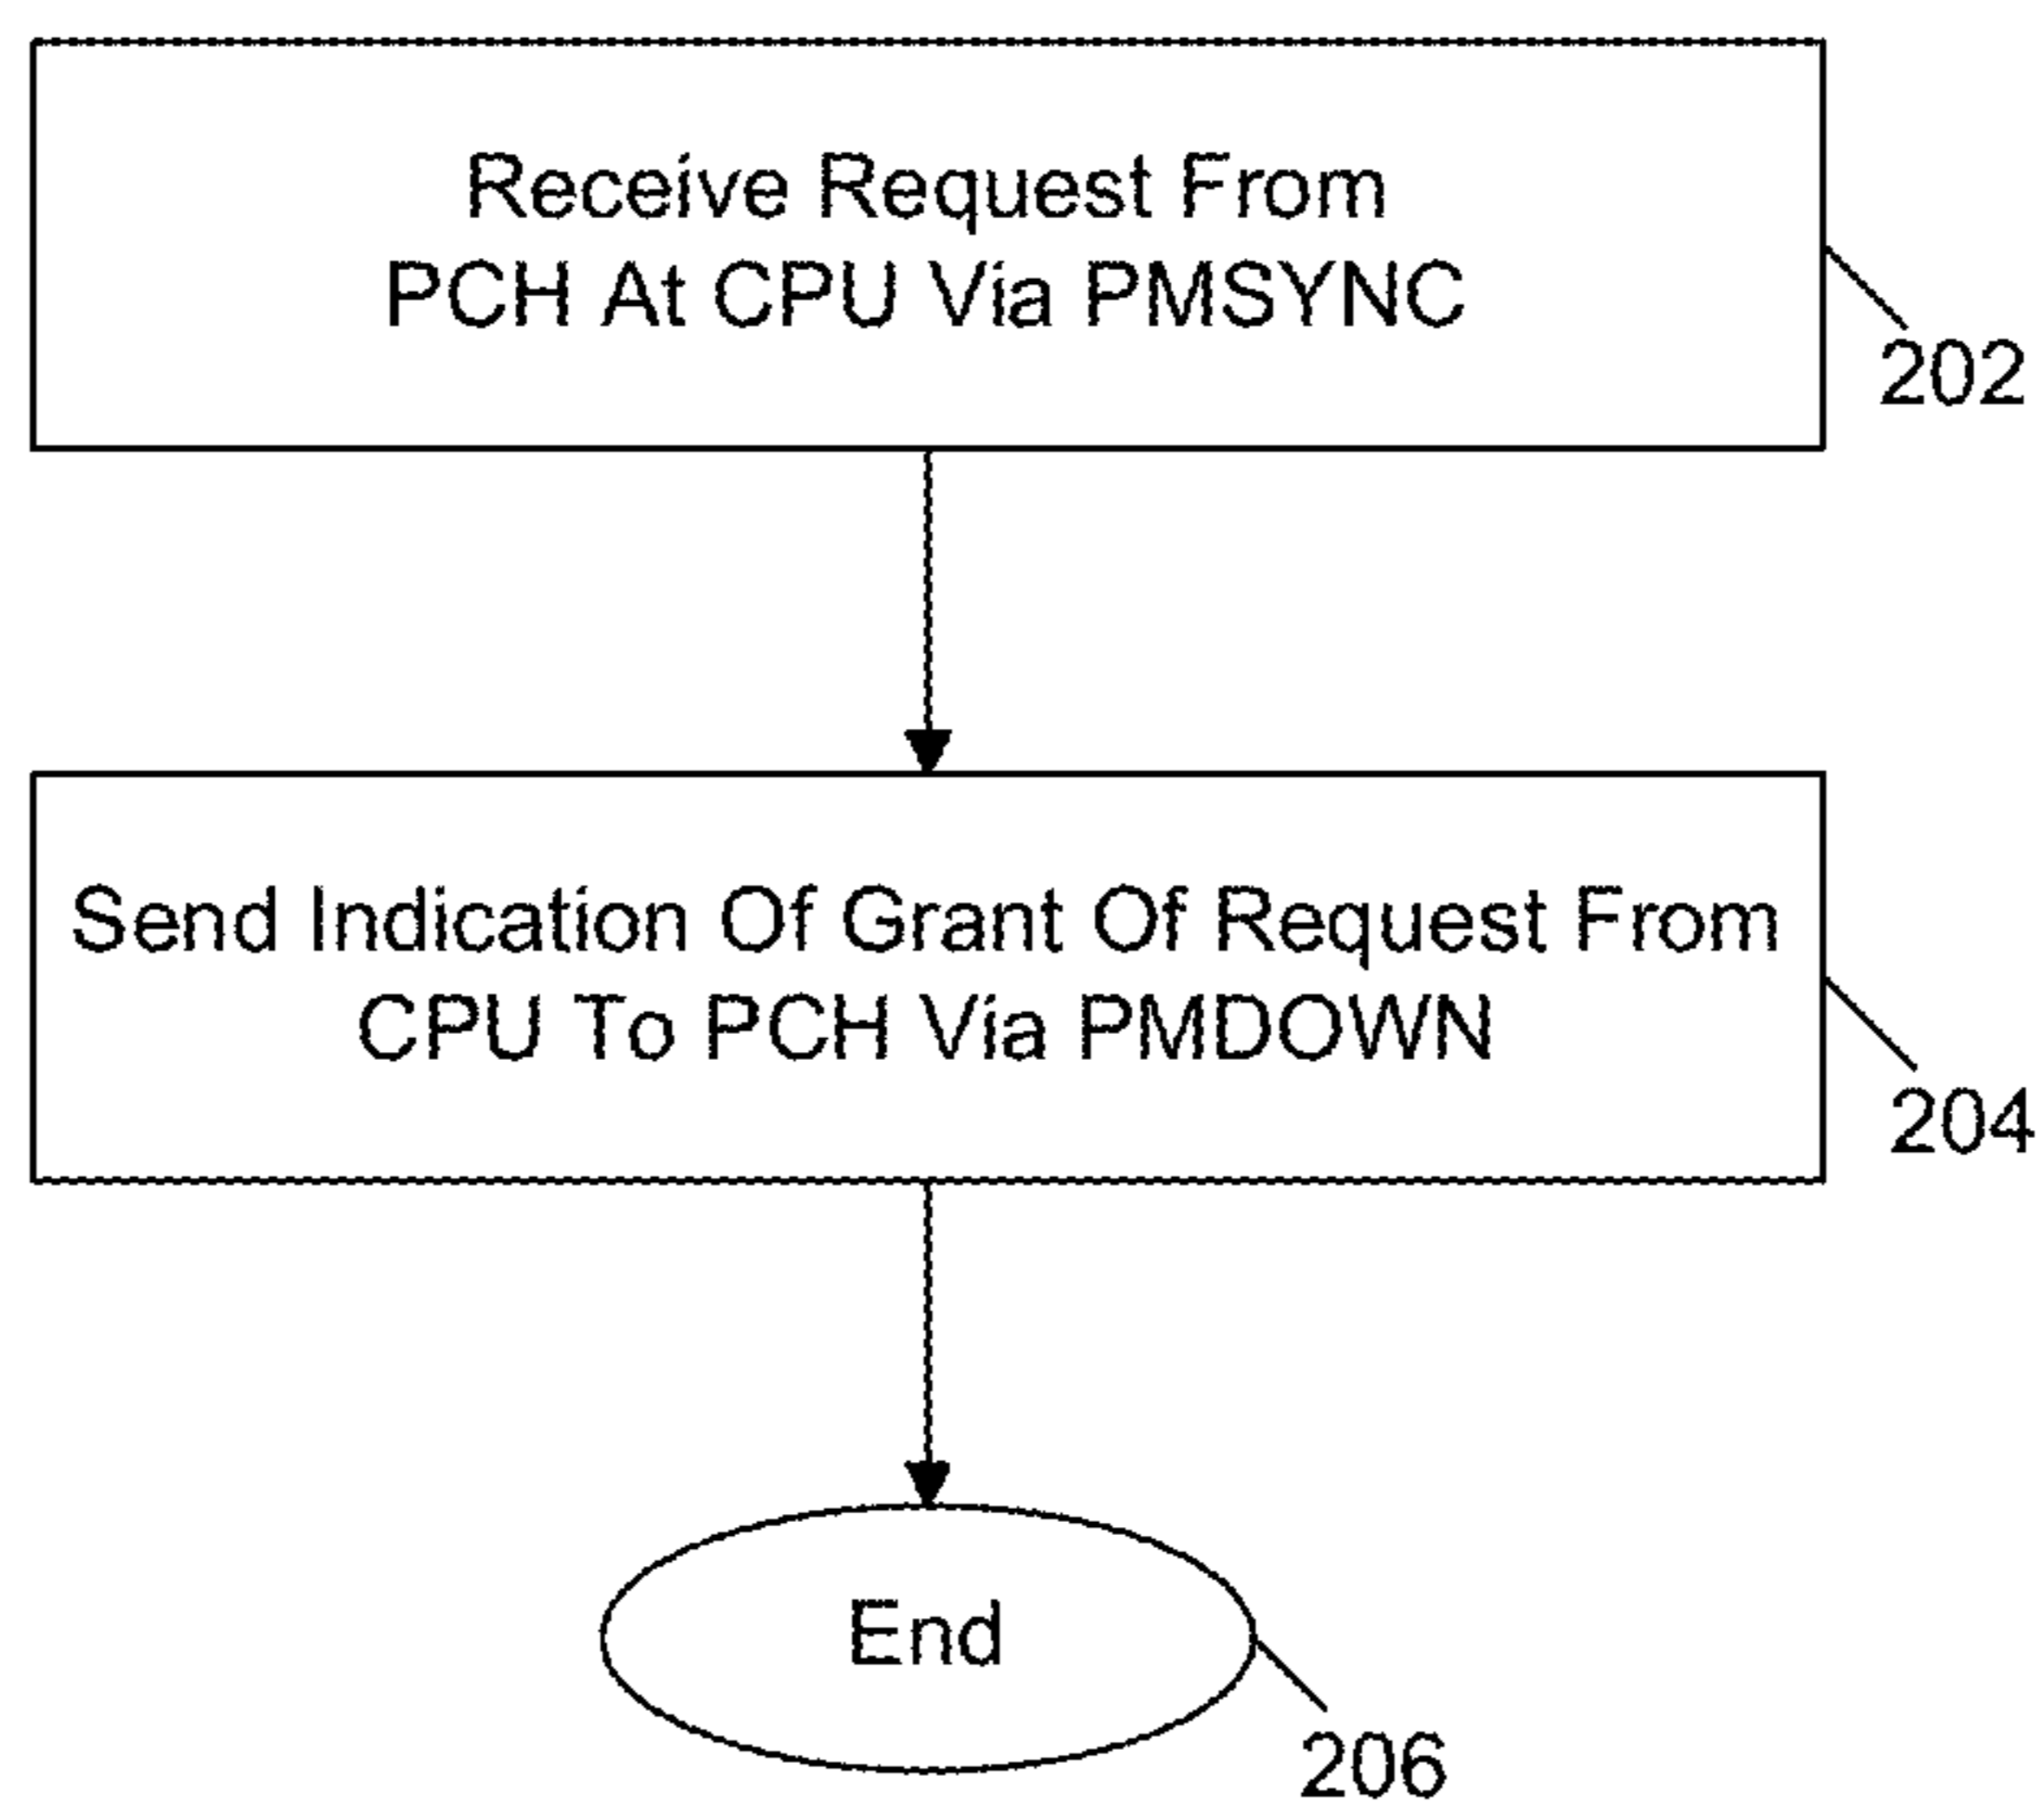 Receive Request From
PCH At CPU Via PMSYNC
202
Send Indication Of Grant Of Request From
CPU To PCH Via PMDOWN
204
End
206